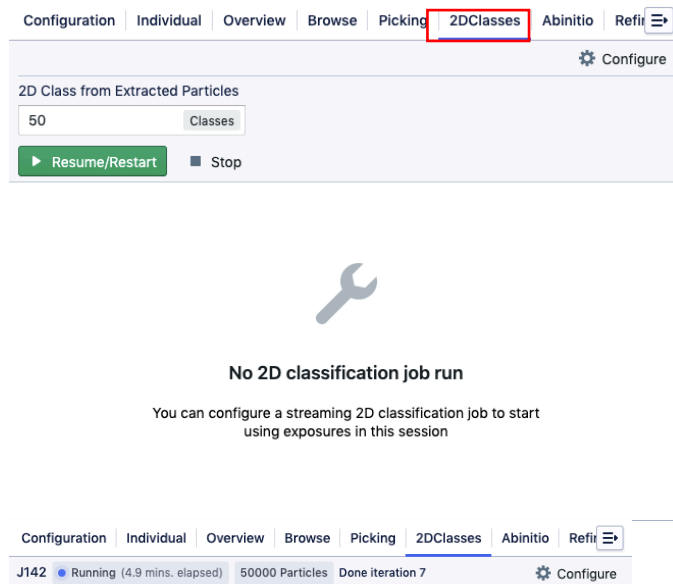 Configuration Individual Overview Browse Picking 2DClasses Abinitio
Configure
2D Class from Extracted Particles
50 Classes
Resume/Restart Stop
No 2D classification job run
You can configure a streaming 2D classification job to start
using exposures in this session
Configuration Individual Overview Browse Picking 2DClasses Abinitio
J142 Running (4.9 mins. elapsed) 50000 Particles Done iteration 7 Configure